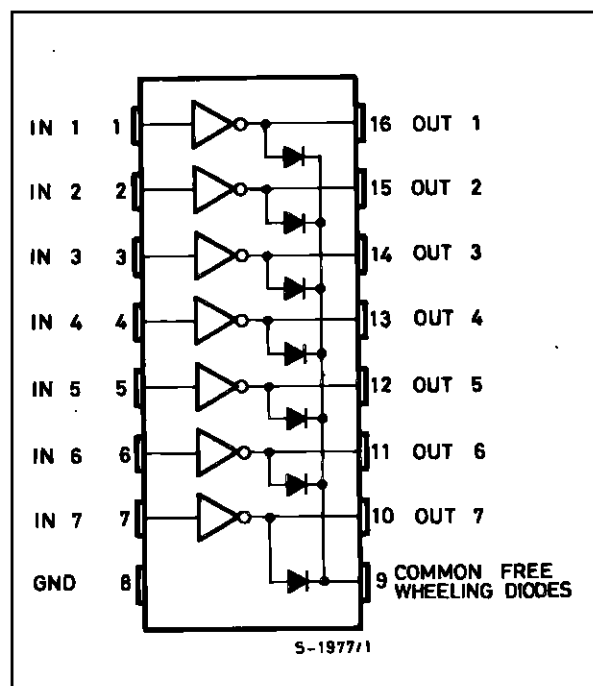 IN 1 1 16 OUT 1
IN 2 2 15 OUT 2
IN 3 3 14 OUT 3
IN 4 4 13 OUT 4
IN 5 5 12 OUT 5
IN 6 6 11 OUT 6
IN 7 7 10 OUT 7
GND 8 9 COMMON FREE
WHEELING DIODES
S-1977/1